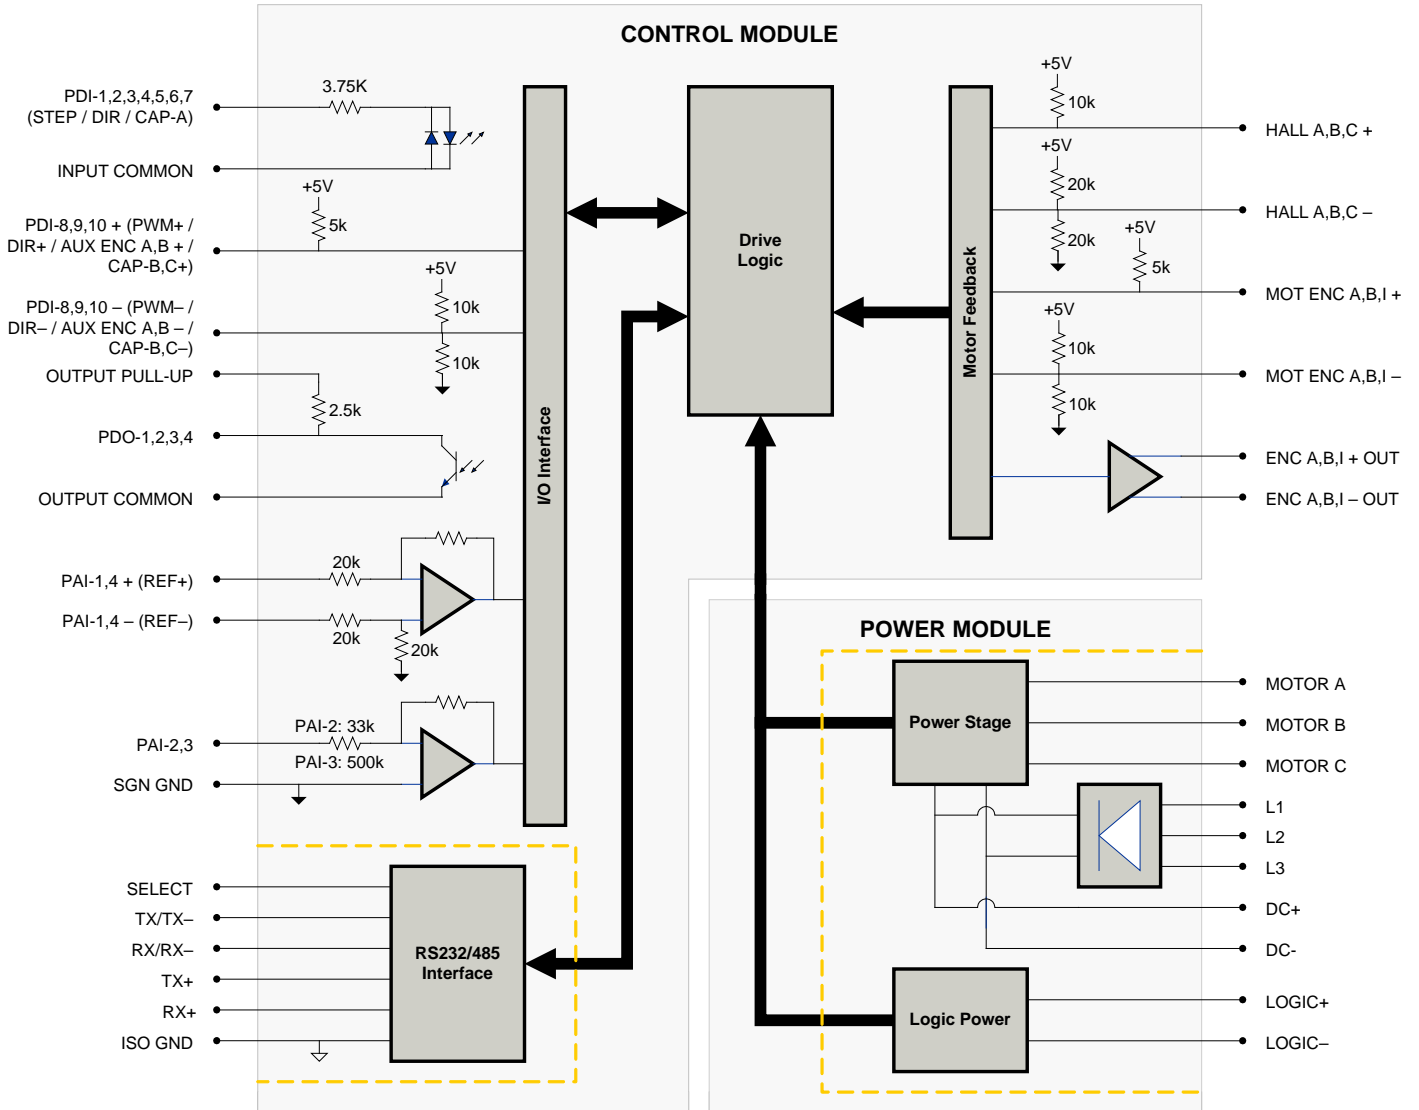 CONTROL MODULE
PDI-1,2,3,4,5,6,7
(STEP / DIR / CAP-A)
3.75K
INPUT COMMON
+5V
5k
PDI-8,9,10 + (PWM+ /
DIR+ / AUX ENC A,B + /
CAP-B,C+)
+5V
10k
10k
PDI-8,9,10 – (PWM– /
DIR– / AUX ENC A,B – /
CAP-B,C–)
OUTPUT PULL-UP
2.5k
PDO-1,2,3,4
OUTPUT COMMON
PAI-1,4 + (REF+)
20k
PAI-1,4 – (REF–)
20k
20k
PAI-2: 33k
PAI-2,3
PAI-3: 500k
SGN GND
I/O Interface
Drive
Logic
Motor Feedback
+5V
10k
HALL A,B,C +
+5V
20k
HALL A,B,C –
20k
+5V
5k
MOT ENC A,B,I +
+5V
10k
MOT ENC A,B,I –
10k
ENC A,B,I + OUT
ENC A,B,I – OUT
SELECT
TX/TX–
RX/RX–
TX+
RX+
ISO GND
RS232/485
Interface
POWER MODULE
Power Stage
MOTOR A
MOTOR B
MOTOR C
L1
L2
L3
DC+
DC-
Logic Power
LOGIC+
LOGIC–